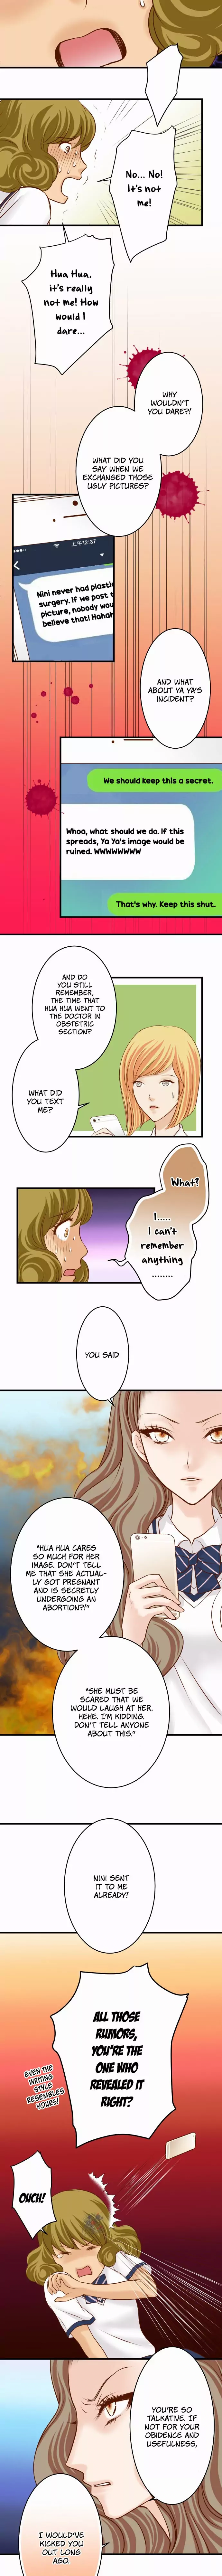 No... No!
It's not
me!
Hua Hua,
it's really
not me! How
would I
dare...
WHY
WOULDN'T
YOU DARE?!
WHAT DID YOU
SAY WHEN WE
EXCHANGED THOSE
UGLY PICTURES?
上午12:37
Nini never had plastic
surgery. If we post t
picture, nobody wou
believe that! Hahah
AND WHAT
ABOUT YA YA'S
INCIDENT?
We should keep this a secret.
Whoa, what should we do. If this
spreads, Ya Ya's image would be
ruined. WWWWWWWW
That's why. Keep this shut.
AND DO
YOU STILL
REMEMBER,
THE TIME THAT
HUA HUA WENT TO
THE DOCTOR IN
OBSTETRIC
SECTION?
WHAT DID
YOU TEXT
ME?
What?
I.....
I can't
remember
anything
........
YOU SAID
"HUA HUA CARES
SO MUCH FOR HER
IMAGE. DON'T TELL
ME THAT SHE ACTUAL-
LY GOT PREGNANT
AND IS SECRETLY
UNDERGOING AN
ABORTION?!"
"SHE MUST BE
SCARED THAT WE
WOULD LAUGH AT HER.
HEHE. I'M KIDDING.
DON'T TELL ANYONE
ABOUT THIS."
NINI SENT
IT TO ME
ALREADY!
ALL THOSE
RUMORS,
YOU'RE THE
ONE WHO
REVEALED IT
RIGHT?
EVEN THE
WRITING
STYLE
RESEMBLES
YOURS!
OUCH!
YOU'RE SO
TALKATIVE. IF
NOT FOR YOUR
OBIDENCE AND
USEFULNESS,
I WOULD'VE
KICKED YOU
OUT LONG
AGO.